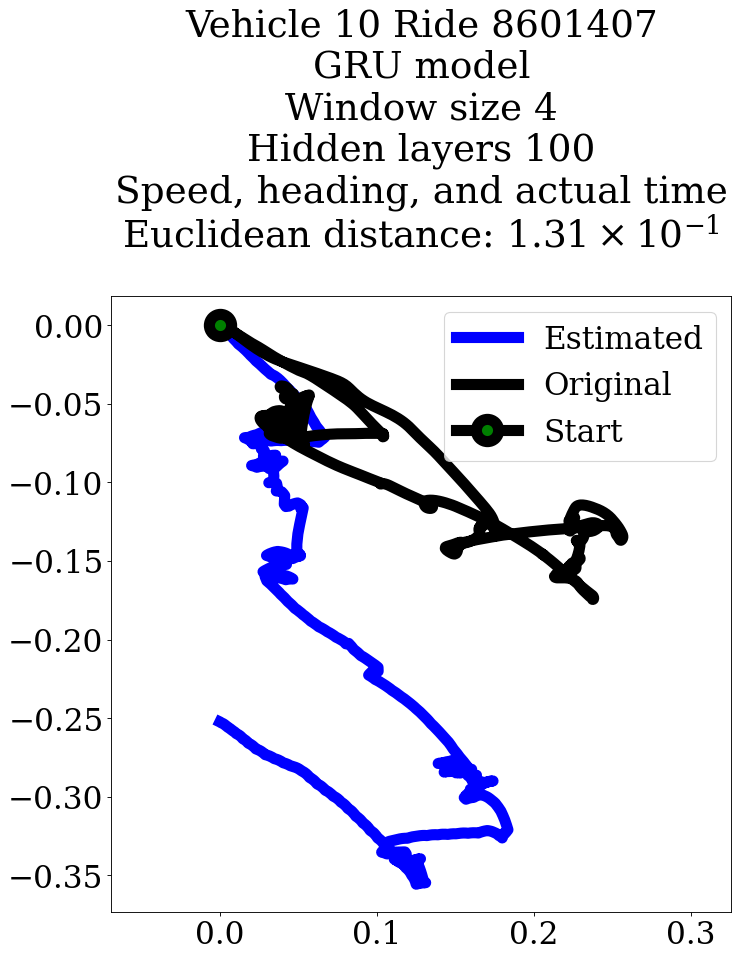 Vehicle 10 Ride 8601407
GRU model
Window size 4
Hidden layers 100
Speed, heading, and actual time
Euclidean distance: 1.31 × 10⁻¹
Estimated
Original
Start
0.00
−0.05
−0.10
−0.15
−0.20
−0.25
−0.30
−0.35
0.0 0.1 0.2 0.3